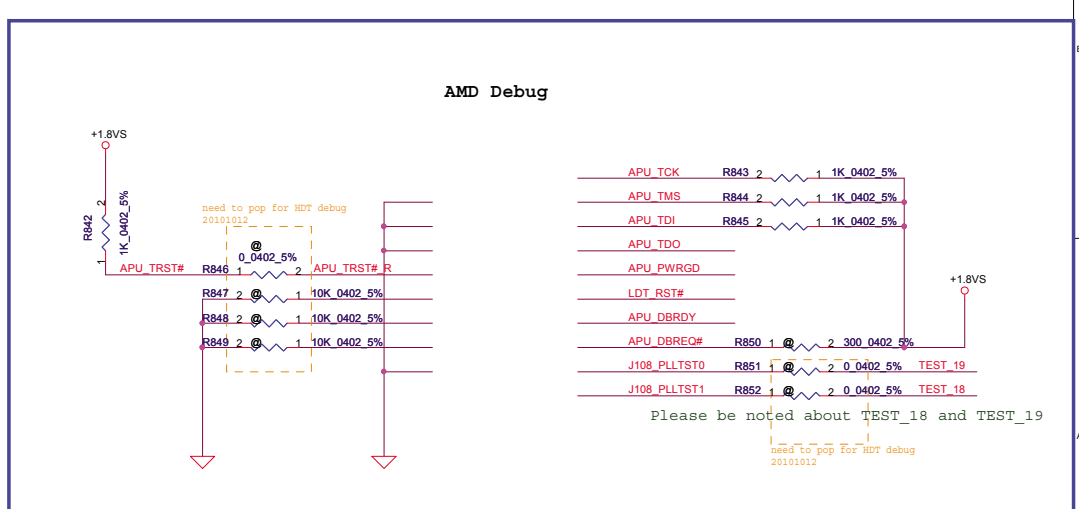 AMD Debug
+1.8VS
R842
1K_0402_5%
2
1
need to pop for HDT debug
20101012
@
0_0402_5%
APU_TRST# R846 1 2 APU_TRST#_R
R847 2 @ 1 10K_0402_5%
R848 2 @ 1 10K_0402_5%
R849 2 @ 1 10K_0402_5%
APU_TCK R843 2 1 1K_0402_5%
APU_TMS R844 2 1 1K_0402_5%
APU_TDI R845 2 1 1K_0402_5%
APU_TDO
APU_PWRGD
LDT_RST#
APU_DBRDY
+1.8VS
APU_DBREQ# R850 1 @ 2 300_0402_5%
J108_PLLTST0 R851 1 @ 2 0_0402_5% TEST_19
J108_PLLTST1 R852 1 @ 2 0_0402_5% TEST_18
Please be noted about TEST_18 and TEST_19
need to pop for HDT debug
20101012